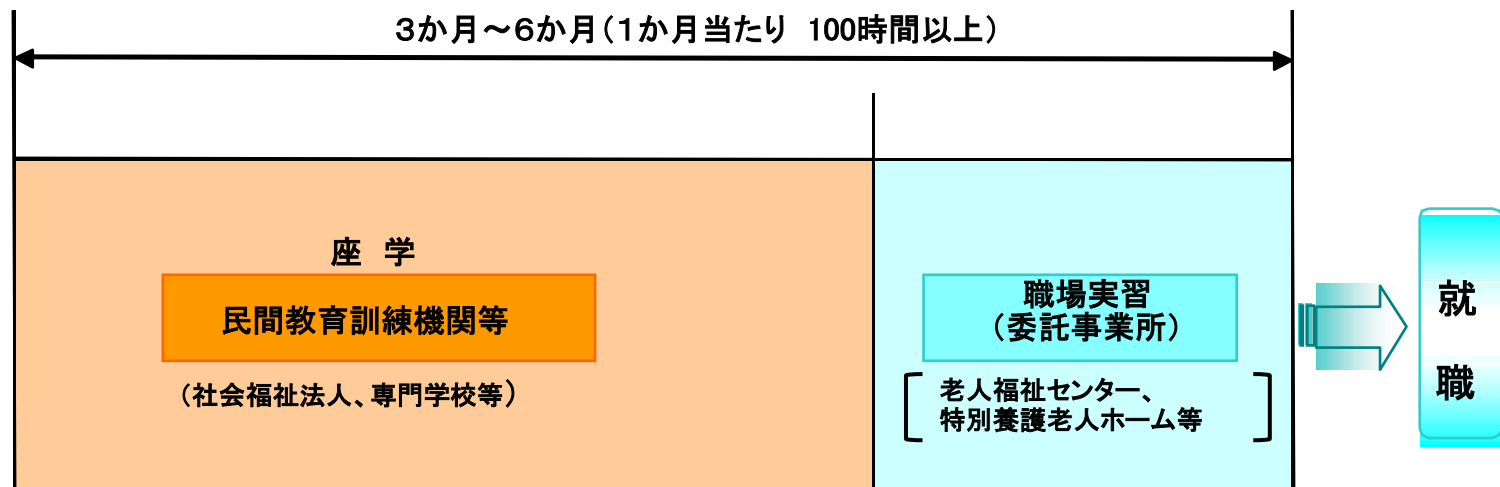 ３か月～６か月（１か月当たり 100時間以上）
座 学
民間教育訓練機関等
（社会福祉法人、専門学校等）
職場実習
（委託事業所）
老人福祉センター、
特別養護老人ホーム等
就
職